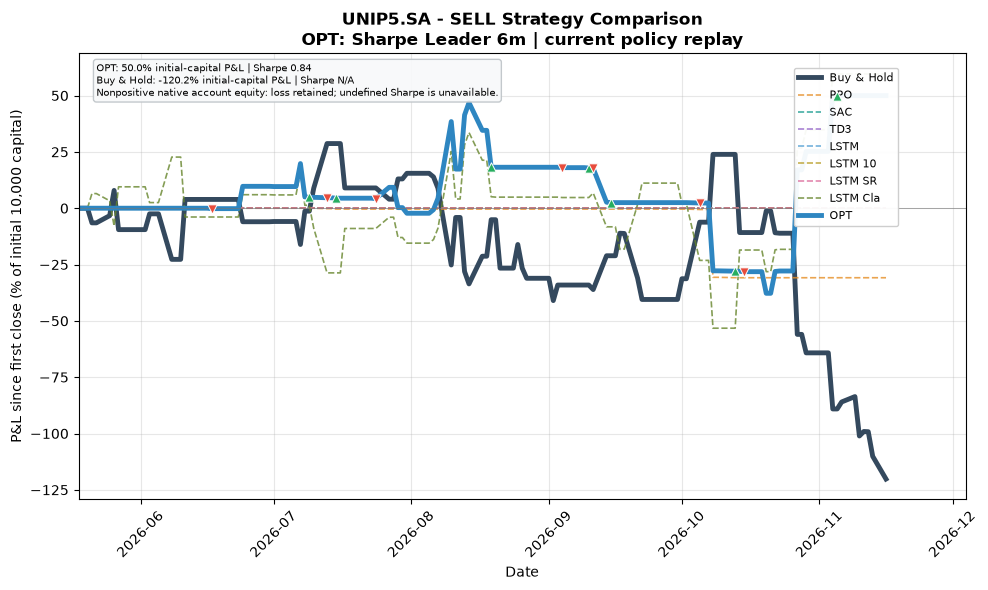 UNIP5.SA - SELL Strategy Comparison
OPT: Sharpe Leader 6m | current policy replay
OPT: 50.0% initial-capital P&L | Sharpe 0.84
Buy & Hold: -120.2% initial-capital P&L | Sharpe N/A
Nonpositive native account equity: loss retained; undefined Sharpe is unavailable.
Buy & Hold
PPO
SAC
TD3
LSTM
LSTM 10
LSTM SR
LSTM Cla
OPT
P&L since first close (% of initial 10,000 capital)
50
25
0
−25
−50
−75
−100
−125
2026-06
2026-07
2026-08
2026-09
2026-10
2026-11
2026-12
Date